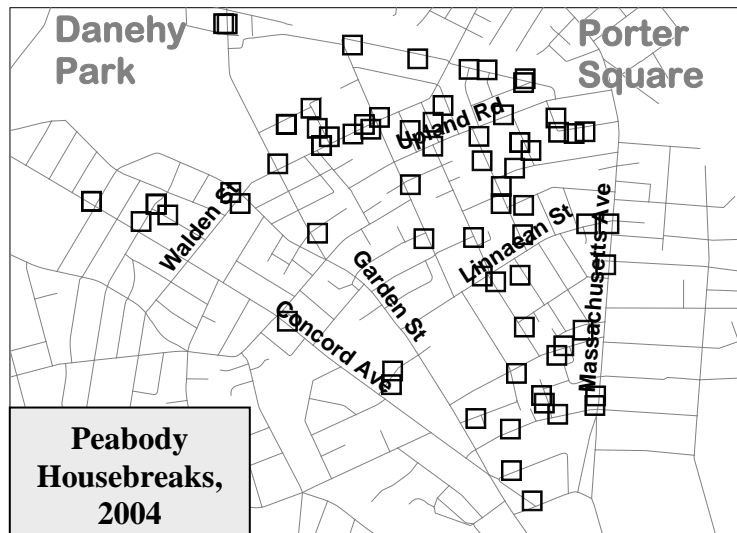 Danehy
Park
Porter
Square
Upland Rd
Walden St
Linnaean St
Garden St
Massachusetts Ave
Concord Ave
Peabody
Housebreaks,
2004